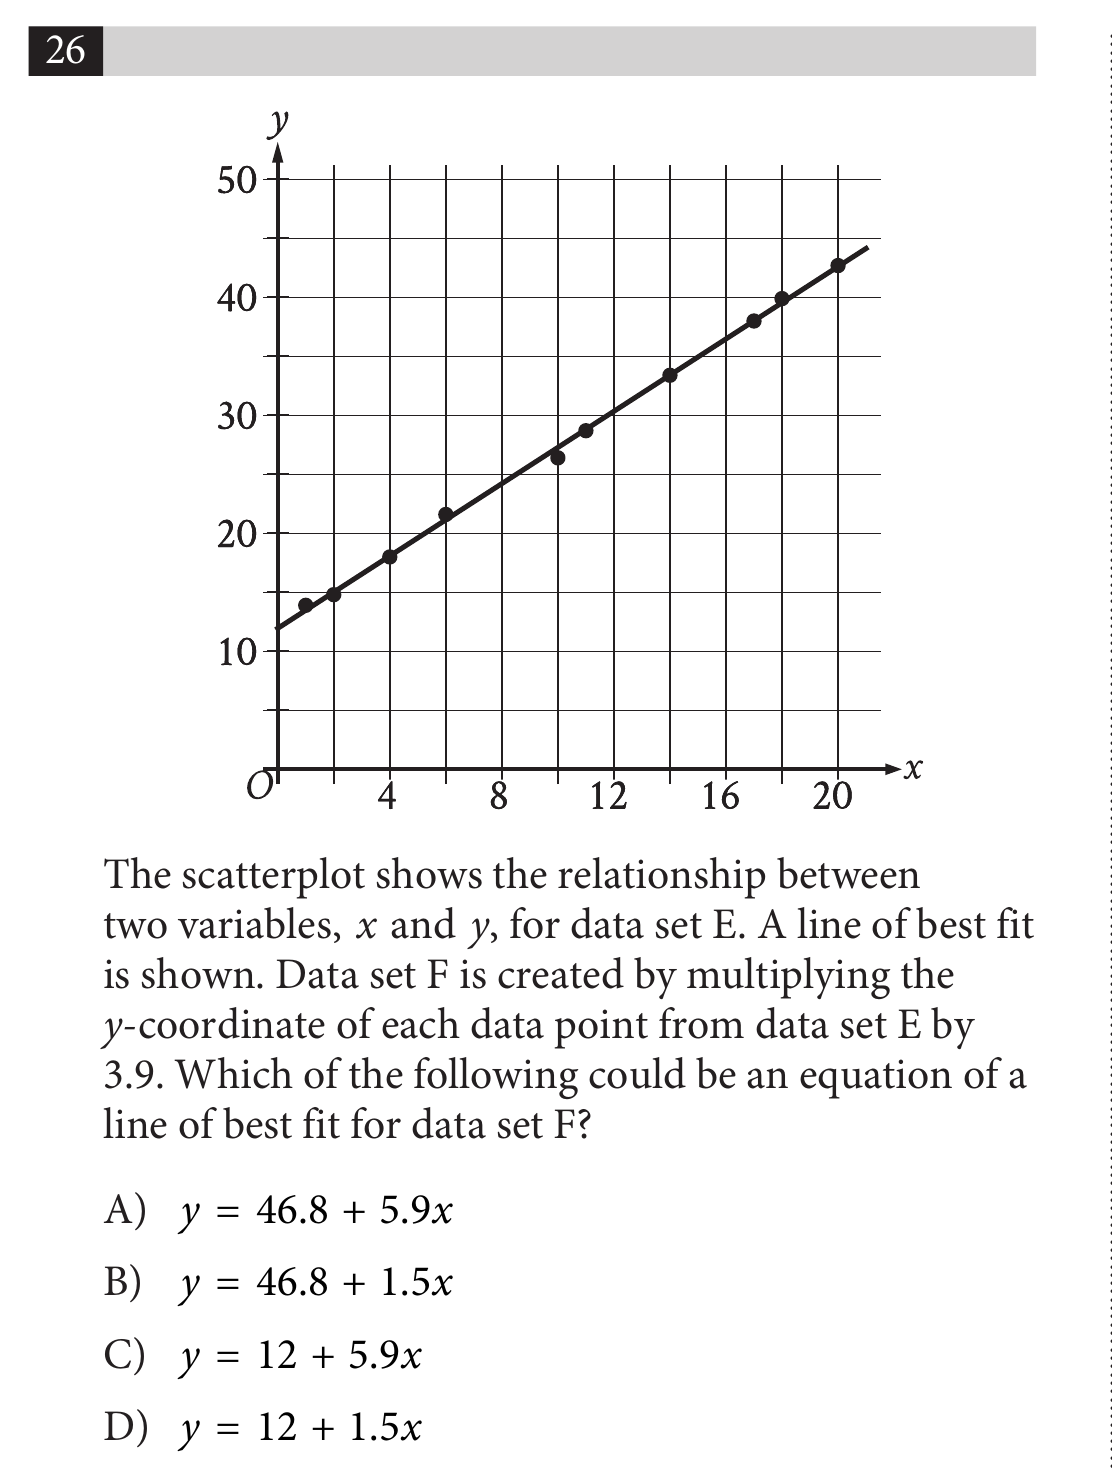 26
y
50
40
30
20
10
O
4 8 12 16 20 x
The scatterplot shows the relationship between
two variables, x and y, for data set E. A line of best fit
is shown. Data set F is created by multiplying the
y-coordinate of each data point from data set E by
3.9. Which of the following could be an equation of a
line of best fit for data set F?
A) y = 46.8 + 5.9x
B) y = 46.8 + 1.5x
C) y = 12 + 5.9x
D) y = 12 + 1.5x